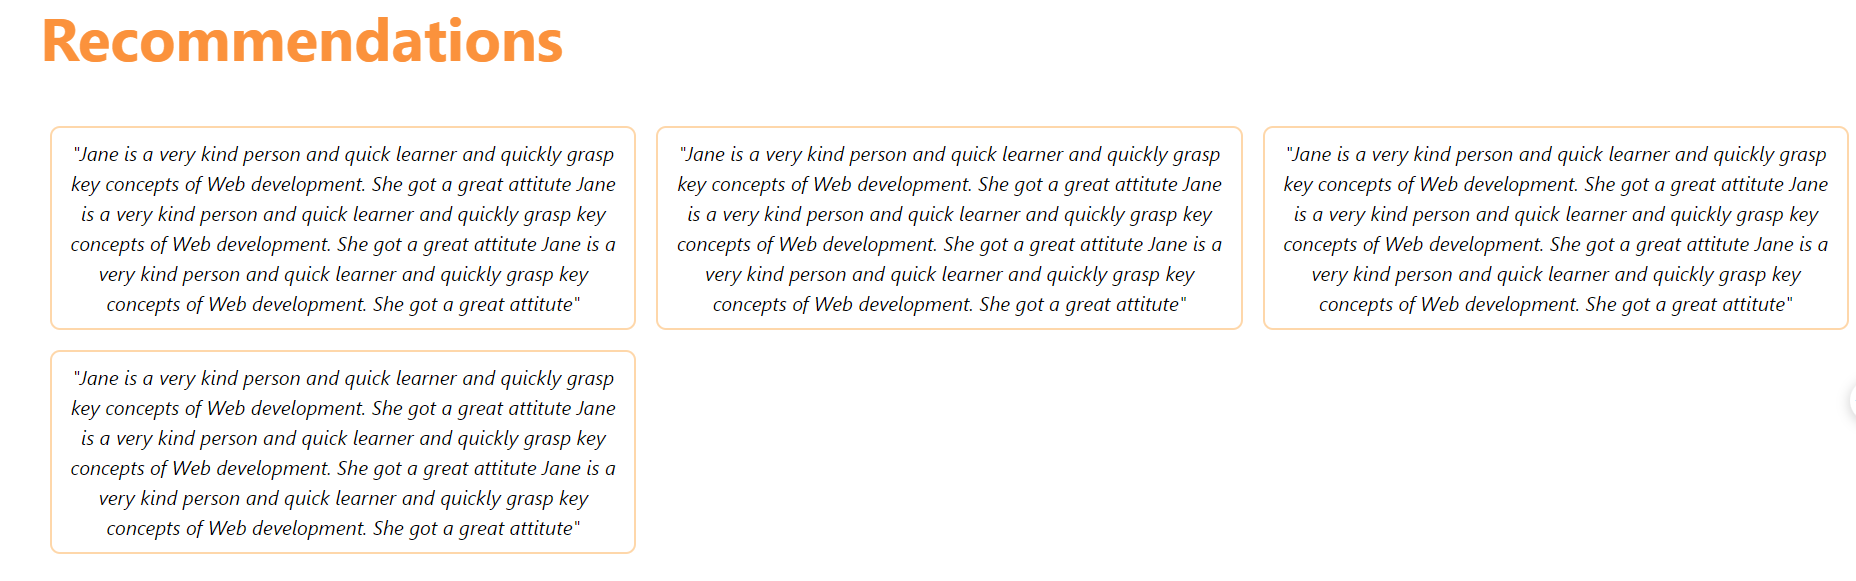 Recommendations
"Jane is a very kind person and quick learner and quickly grasp
key concepts of Web development. She got a great attitute Jane
is a very kind person and quick learner and quickly grasp key
concepts of Web development. She got a great attitute Jane is a
very kind person and quick learner and quickly grasp key
concepts of Web development. She got a great attitute"
"Jane is a very kind person and quick learner and quickly grasp
key concepts of Web development. She got a great attitute Jane
is a very kind person and quick learner and quickly grasp key
concepts of Web development. She got a great attitute Jane is a
very kind person and quick learner and quickly grasp key
concepts of Web development. She got a great attitute"
"Jane is a very kind person and quick learner and quickly grasp
key concepts of Web development. She got a great attitute Jane
is a very kind person and quick learner and quickly grasp key
concepts of Web development. She got a great attitute Jane is a
very kind person and quick learner and quickly grasp key
concepts of Web development. She got a great attitute"
"Jane is a very kind person and quick learner and quickly grasp
key concepts of Web development. She got a great attitute Jane
is a very kind person and quick learner and quickly grasp key
concepts of Web development. She got a great attitute Jane is a
very kind person and quick learner and quickly grasp key
concepts of Web development. She got a great attitute"